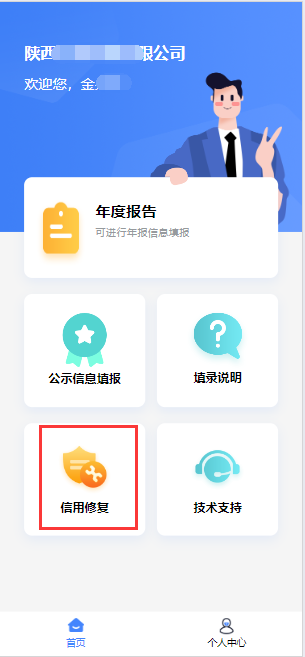 陕西 限公司
欢迎您，金
年度报告
可进行年报信息填报
公示信息填报
填录说明
信用修复
技术支持
首页
个人中心